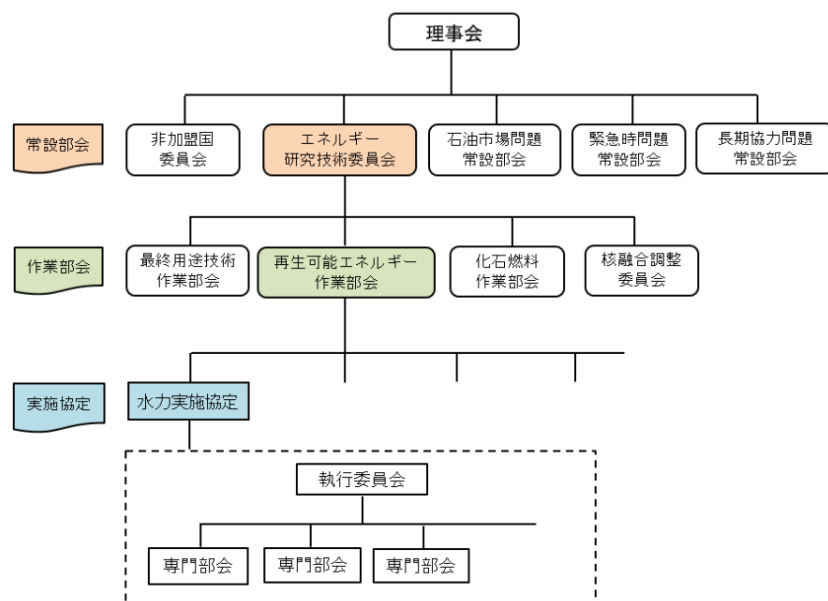 理事会
常設部会
非加盟国
委員会
エネルギー
研究技術委員会
石油市場問題
常設部会
緊急時問題
常設部会
長期協力問題
常設部会
作業部会
最終用途技術
作業部会
再生可能エネルギー
作業部会
化石燃料
作業部会
核融合調整
委員会
実施協定
水力実施協定
執行委員会
専門部会
専門部会
専門部会